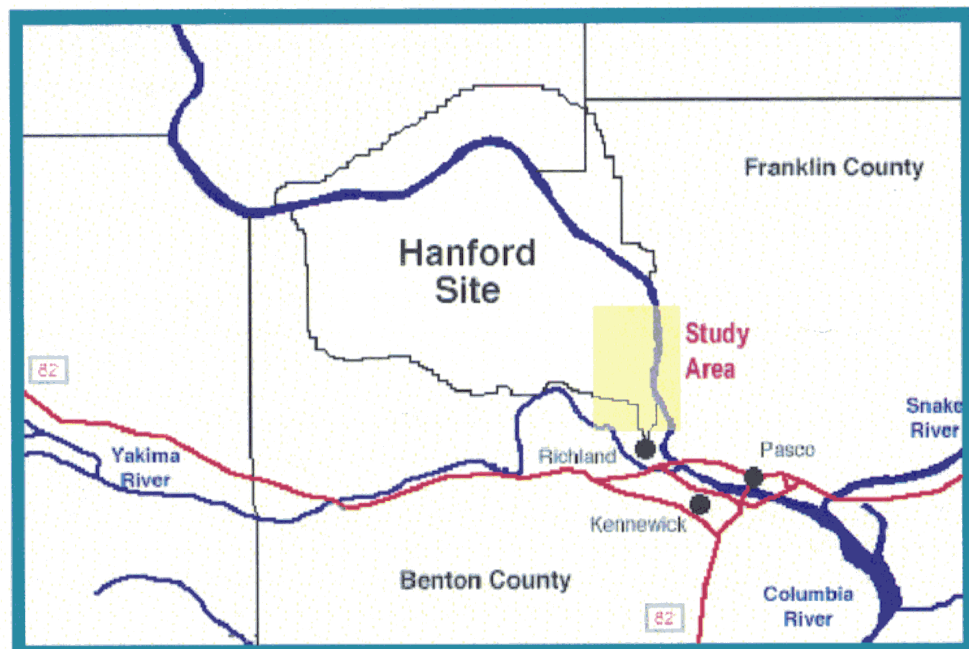 Franklin County
Hanford
Site
Study
Area
82
Snake
River
Yakima
River
Richland
Pasco
Kennewick
Benton County
Columbia
River
82